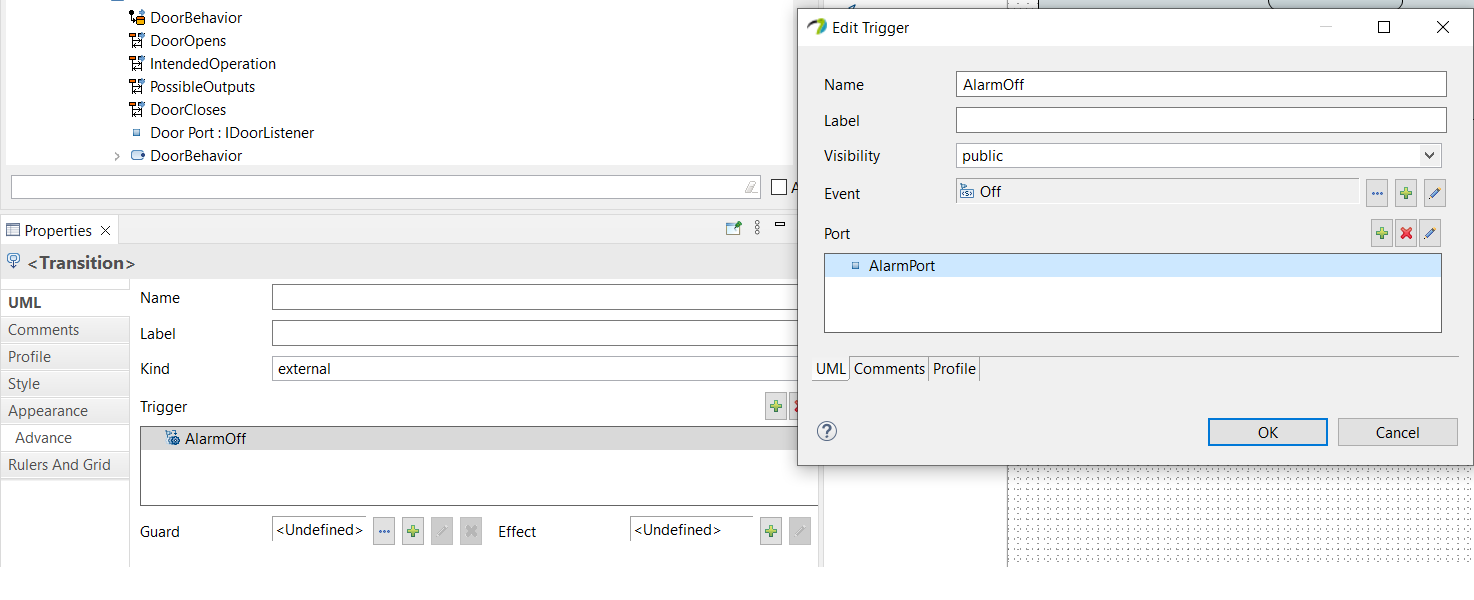 DoorBehavior
DoorOpens
IntendedOperation
PossibleOutputs
DoorCloses
Door Port : IDoorListener
DoorBehavior
Properties
<Transition>
UML
Comments
Profile
Style
Appearance
Advance
Rulers And Grid
Name
Label
Kind
external
Trigger
AlarmOff
Guard
<Undefined>
Effect
<Undefined>
Edit Trigger
Name
AlarmOff
Label
Visibility
public
Event
Off
Port
AlarmPort
UML
Comments
Profile
OK
Cancel